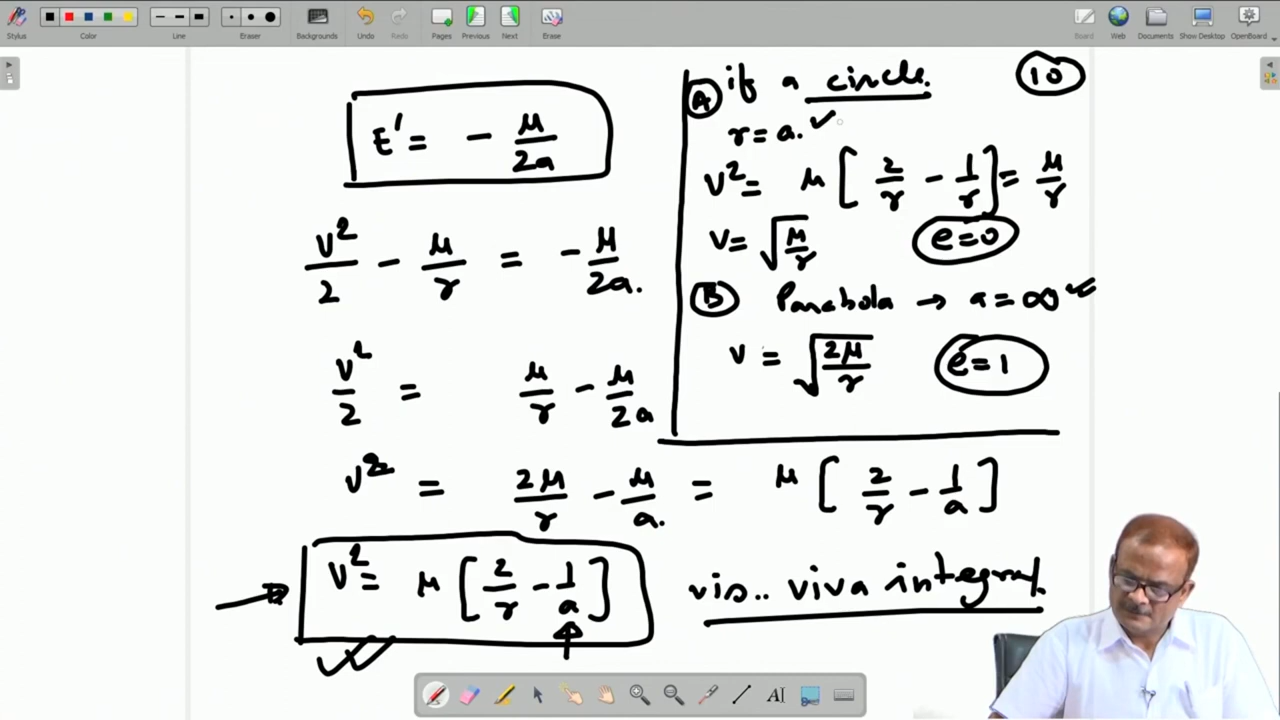 Stylus Color Line Eraser Backgrounds Undo Redo Pages Previous Next Erase Board Web Documents Show Desktop OpenBoard
E' = - μ/2a
v²/2 - μ/r = - μ/2a.
v²/2 = μ/r - μ/2a
v² = 2μ/r - μ/a. = μ [ 2/r - 1/a ]
v² = μ [ 2/r - 1/a ]
vis.. viva integral.
10
A if a circle.
r = a. ✓
v² = μ [ 2/r - 1/r ] = μ/r
v = √μ/r e=0
B Parabola → a = ∞
v = √2μ/r e=1
AI